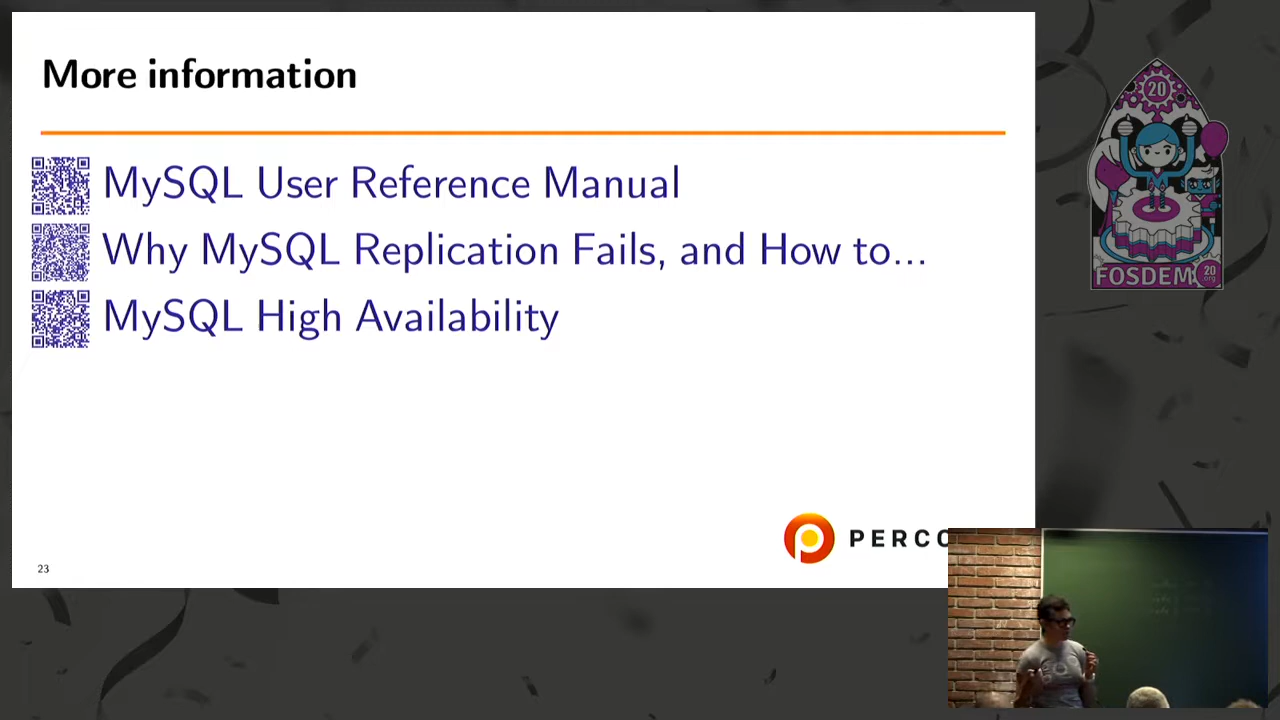 More information
MySQL User Reference Manual
Why MySQL Replication Fails, and How to...
MySQL High Availability
PERCO
23
20
FOSDEM
20
.org